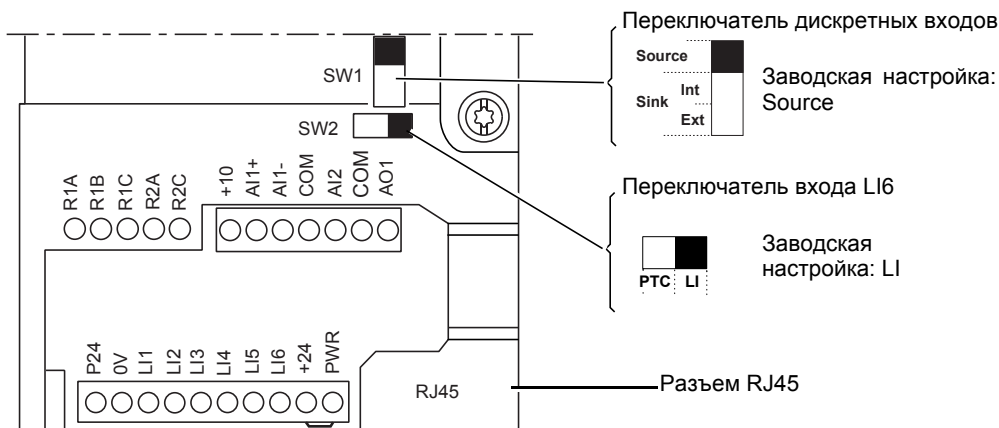 Переключатель дискретных входов
Source
Sink
Int
Ext
Заводская настройка:
Source
SW1
SW2
R1A
R1B
R1C
R2A
R2C
+10
AI1+
AI1-
COM
AI2
COM
AO1
Переключатель входа LI6
PTC LI
Заводская
настройка: LI
P24
0V
LI1
LI2
LI3
LI4
LI5
LI6
+24
PWR
RJ45
Разъем RJ45